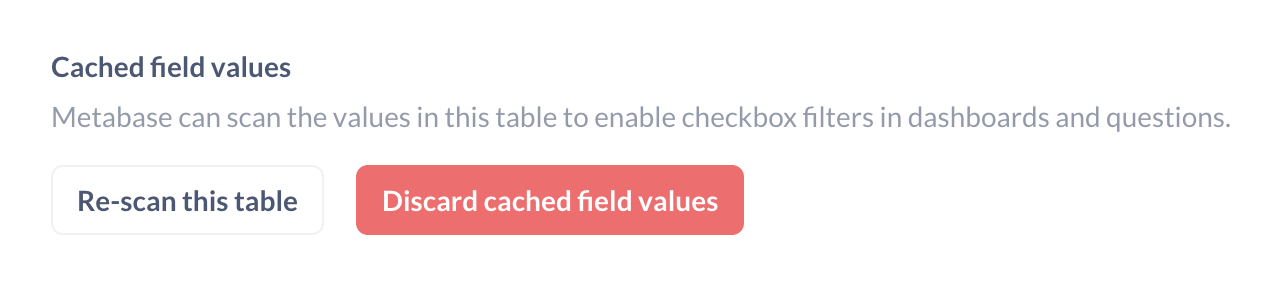 Cached field values
Metabase can scan the values in this table to enable checkbox filters in dashboards and questions.
Re-scan this table
Discard cached field values